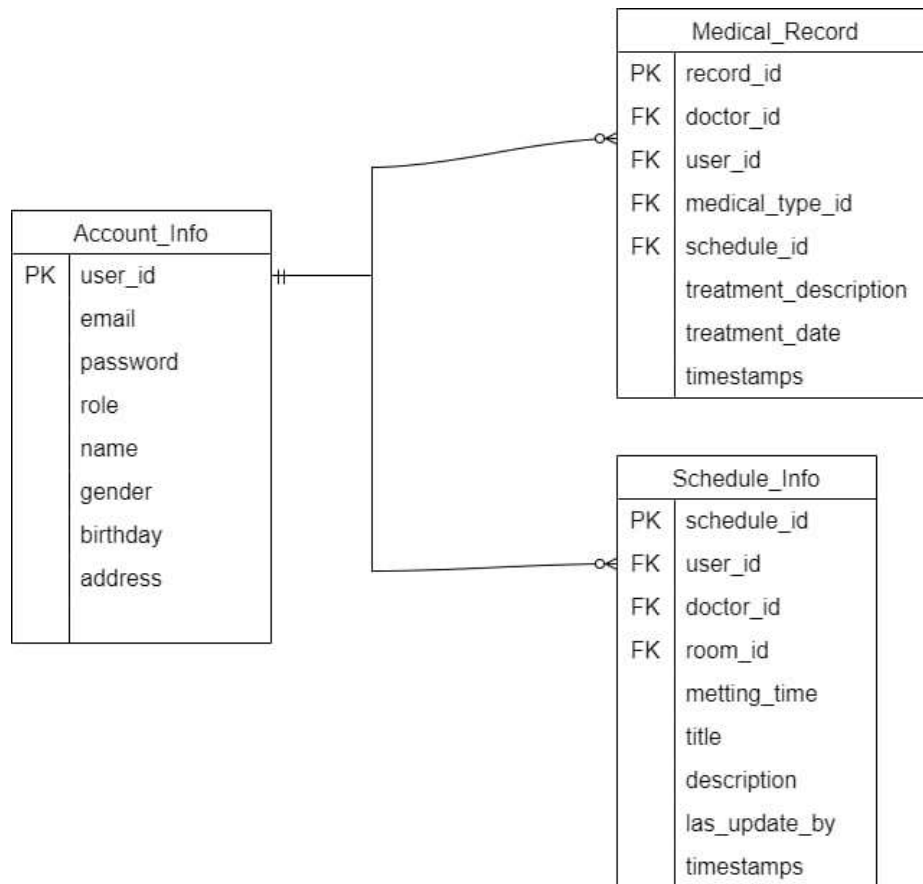 Medical_Record
PK record_id
FK doctor_id
FK user_id
FK medical_type_id
FK schedule_id
treatment_description
treatment_date
timestamps
Account_Info
PK user_id
email
password
role
name
gender
birthday
address
Schedule_Info
PK schedule_id
FK user_id
FK doctor_id
FK room_id
metting_time
title
description
las_update_by
timestamps